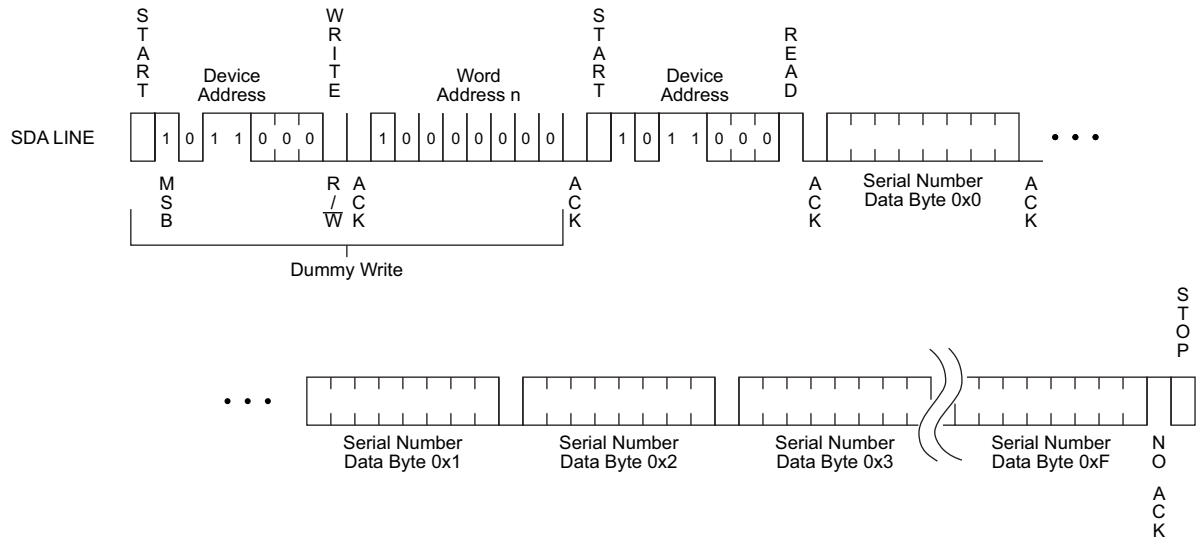 START
WRITE
START
READ
Device
Address
Word
Address n
Device
Address
SDA LINE
1 0 1 1 0 0 0
1 0 0 0 0 0 0 0
1 0 1 1 0 0 0
• • •
MSB
R/W
ACK
ACK
ACK
Serial Number
Data Byte 0x0
ACK
Dummy Write
STOP
• • •
Serial Number
Data Byte 0x1
Serial Number
Data Byte 0x2
Serial Number
Data Byte 0x3
Serial Number
Data Byte 0xF
NO ACK